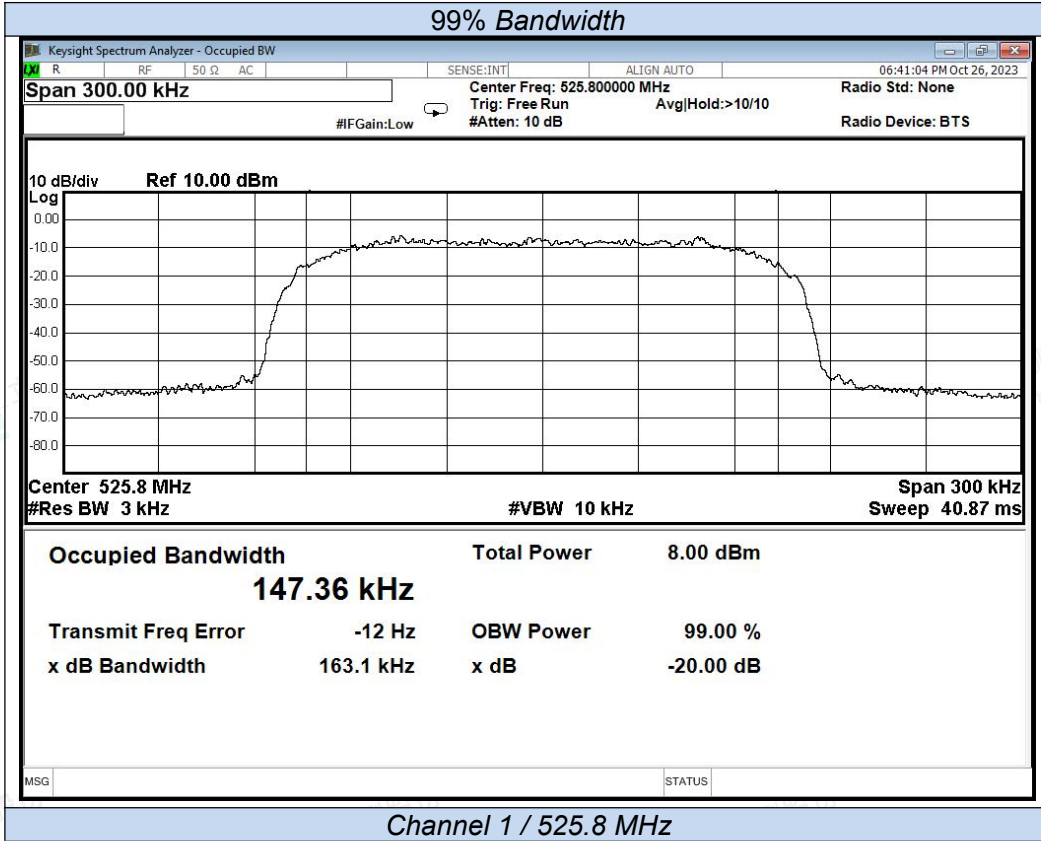 99% Bandwidth
Keysight Spectrum Analyzer - Occupied BW
LXI R RF 50 Ω AC SENSE:INT ALIGN AUTO 06:41:04 PM Oct 26, 2023
Span 300.00 kHz Center Freq: 525.800000 MHz Radio Std: None
Trig: Free Run Avg|Hold:>10/10
#IFGain:Low #Atten: 10 dB Radio Device: BTS
10 dB/div Ref 10.00 dBm
Log
0.00
-10.0
-20.0
-30.0
-40.0
-50.0
-60.0
-70.0
-80.0
Center 525.8 MHz Span 300 kHz
#Res BW 3 kHz #VBW 10 kHz Sweep 40.87 ms
Occupied Bandwidth Total Power 8.00 dBm
147.36 kHz
Transmit Freq Error -12 Hz OBW Power 99.00 %
x dB Bandwidth 163.1 kHz x dB -20.00 dB
MSG STATUS
Channel 1 / 525.8 MHz